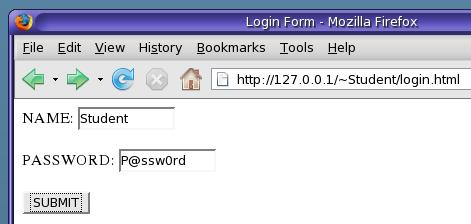 Login Form - Mozilla Firefox
File Edit View History Bookmarks Tools Help
http://127.0.0.1/~Student/login.html
NAME: Student
PASSWORD: P@ssw0rd
SUBMIT